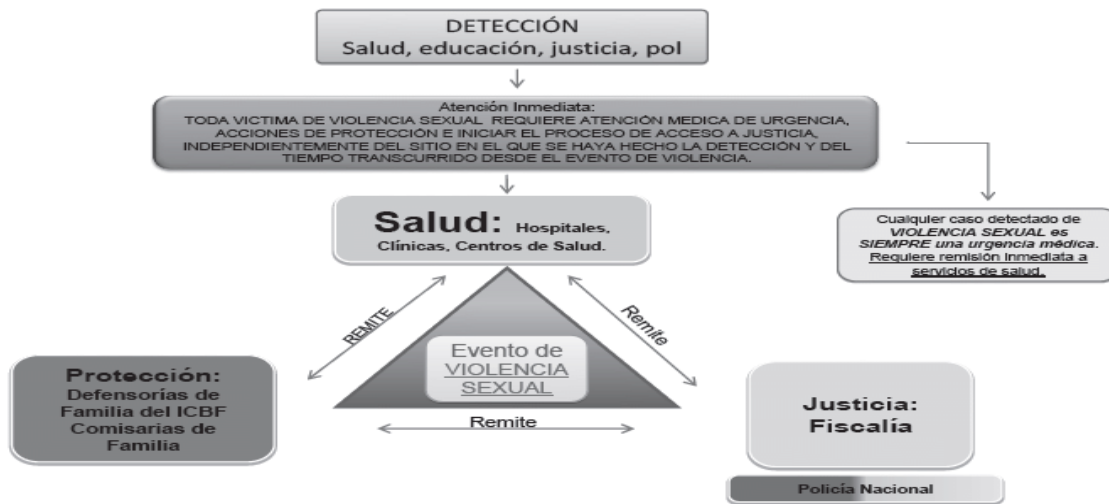 DETECCIÓN
Salud, educación, justicia, pol
Atención Inmediata:
TODA VICTIMA DE VIOLENCIA SEXUAL REQUIERE ATENCIÓN MEDICA DE URGENCIA,
ACCIONES DE PROTECCIÓN E INICIAR EL PROCESO DE ACCESO A JUSTICIA,
INDEPENDIENTEMENTE DEL SITIO EN EL QUE SE HAYA HECHO LA DETECCIÓN Y DEL
TIEMPO TRANSCURRIDO DESDE EL EVENTO DE VIOLENCIA.
Salud: Hospitales,
Clínicas, Centros de Salud.
Cualquier caso detectado de
VIOLENCIA SEXUAL es
SIEMPRE una urgencia médica.
Requiere remisión inmediata a
servicios de salud.
REMITE
Remite
Evento de
VIOLENCIA
SEXUAL
Remite
Protección:
Defensorías de
Familia del ICBF
Comisarias de
Familia
Justicia:
Fiscalía
Policía Nacional